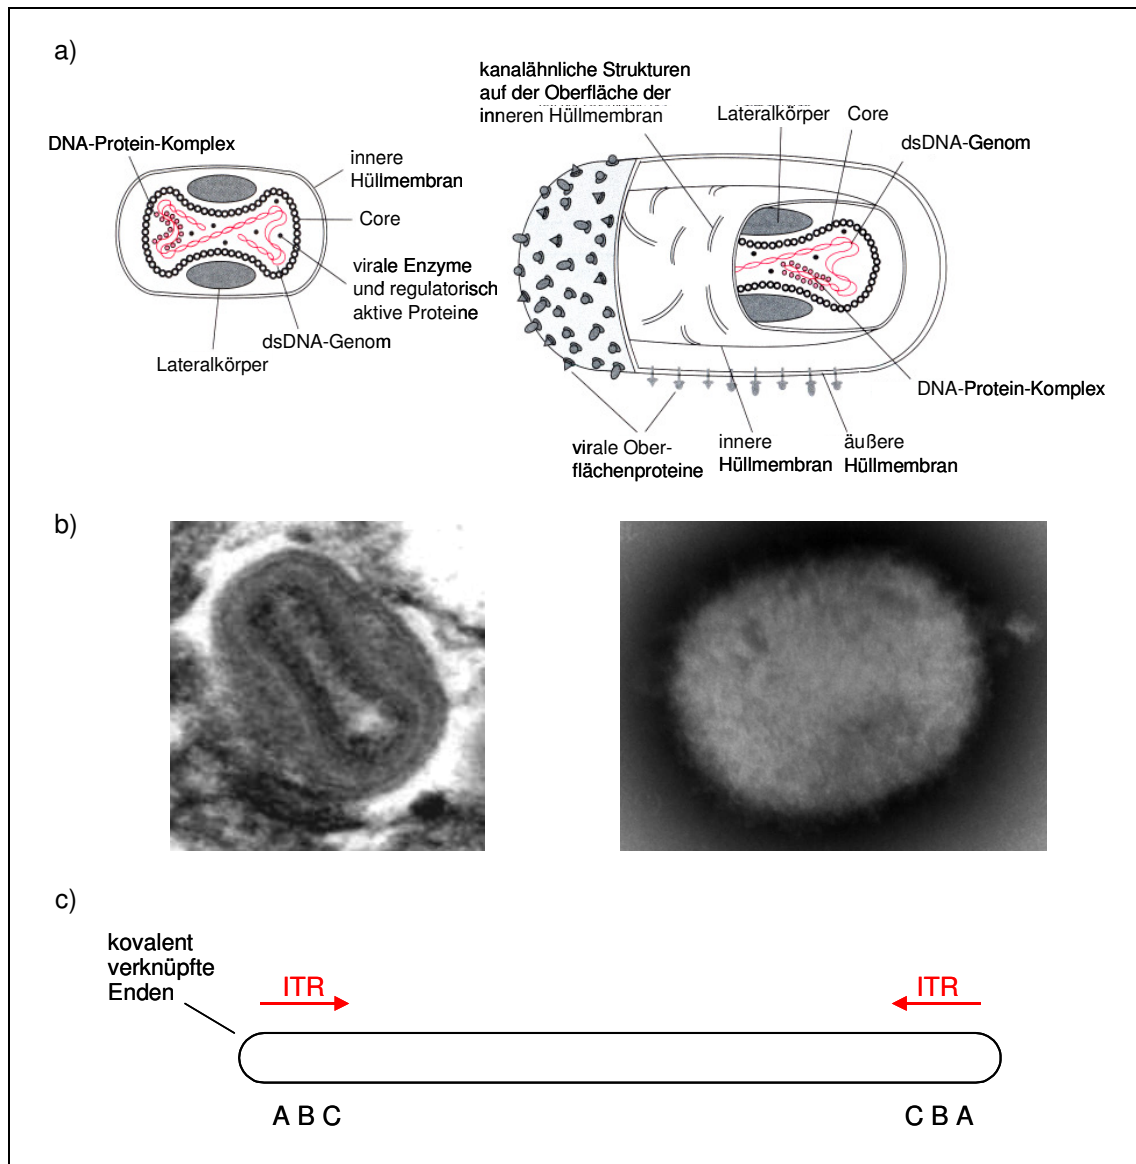 a)
DNA-Protein-Komplex
innere
Hüllmembran
Core
virale Enzyme
und regulatorisch
aktive Proteine
dsDNA-Genom
Lateralkörper
kanalähnliche Strukturen
auf der Oberfläche der
inneren Hüllmembran
Lateralkörper
Core
dsDNA-Genom
DNA-Protein-Komplex
virale Ober-
flächenproteine
innere
Hüllmembran
äußere
Hüllmembran
b)
c)
kovalent
verknüpfte
Enden
ITR
ITR
A B C
C B A